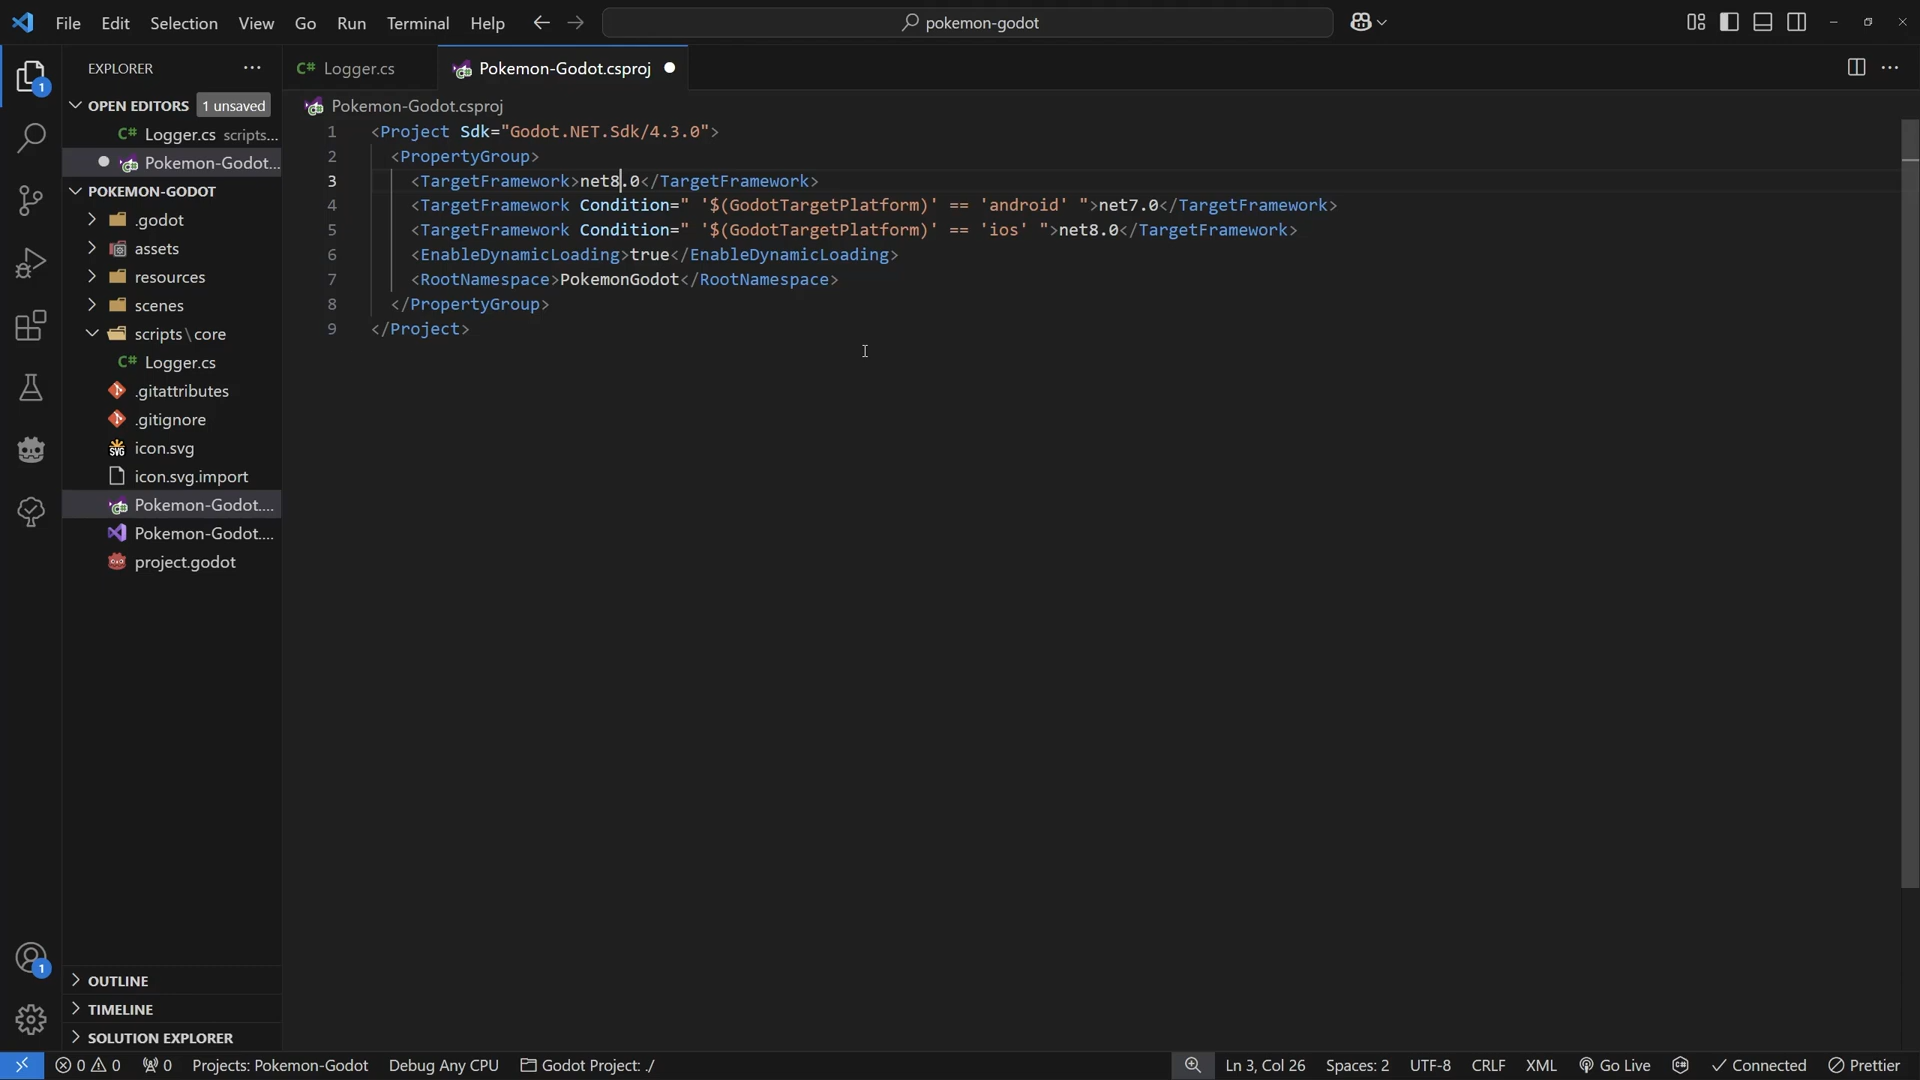 File Edit Selection View Go Run Terminal Help
pokemon-godot
EXPLORER
OPEN EDITORS 1 unsaved
Logger.cs scripts...
Pokemon-Godot...
POKEMON-GODOT
.godot
assets
resources
scenes
scripts\core
Logger.cs
.gitattributes
.gitignore
icon.svg
icon.svg.import
Pokemon-Godot....
Pokemon-Godot....
project.godot
OUTLINE
TIMELINE
SOLUTION EXPLORER
Logger.cs Pokemon-Godot.csproj
Pokemon-Godot.csproj
1 <Project Sdk="Godot.NET.Sdk/4.3.0">
2 <PropertyGroup>
3 <TargetFramework>net8.0</TargetFramework>
4 <TargetFramework Condition=" '$(GodotTargetPlatform)' == 'android' ">net7.0</TargetFramework>
5 <TargetFramework Condition=" '$(GodotTargetPlatform)' == 'ios' ">net8.0</TargetFramework>
6 <EnableDynamicLoading>true</EnableDynamicLoading>
7 <RootNamespace>PokemonGodot</RootNamespace>
8 </PropertyGroup>
9 </Project>
1
1
0 0 0 Projects: Pokemon-Godot Debug Any CPU Godot Project: ./ Ln 3, Col 26 Spaces: 2 UTF-8 CRLF XML Go Live Connected Prettier